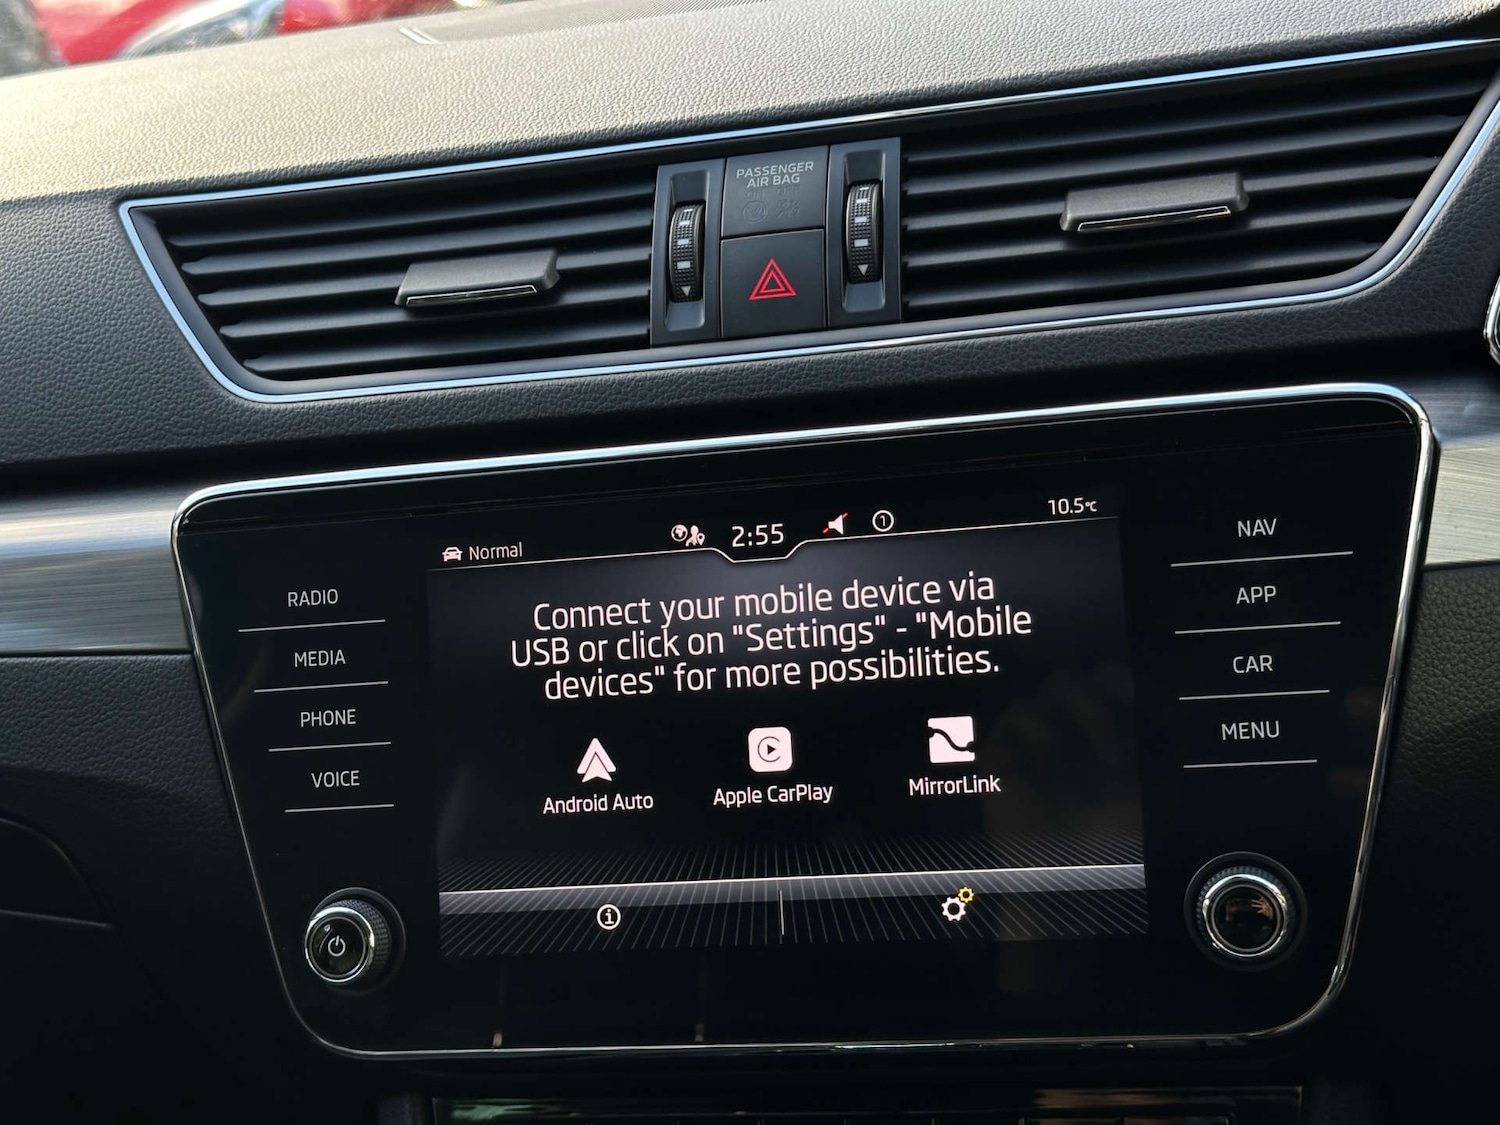 PASSENGER
AIR BAG
Normal
2:55
1
10.5°C
Connect your mobile device via
USB or click on "Settings" - "Mobile
devices" for more possibilities.
Android Auto
Apple CarPlay
MirrorLink
RADIO
MEDIA
PHONE
VOICE
NAV
APP
CAR
MENU